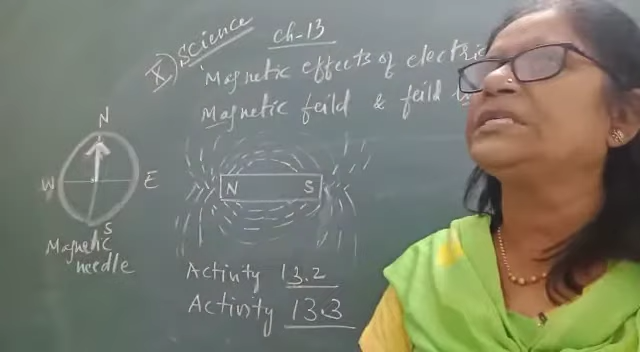 X) Science
ch-13
Magnetic effects of electric
Magnetic feild & feild
N
W E
S
Magnetic
needle
N S
Activity 13.2
Activity 13.3